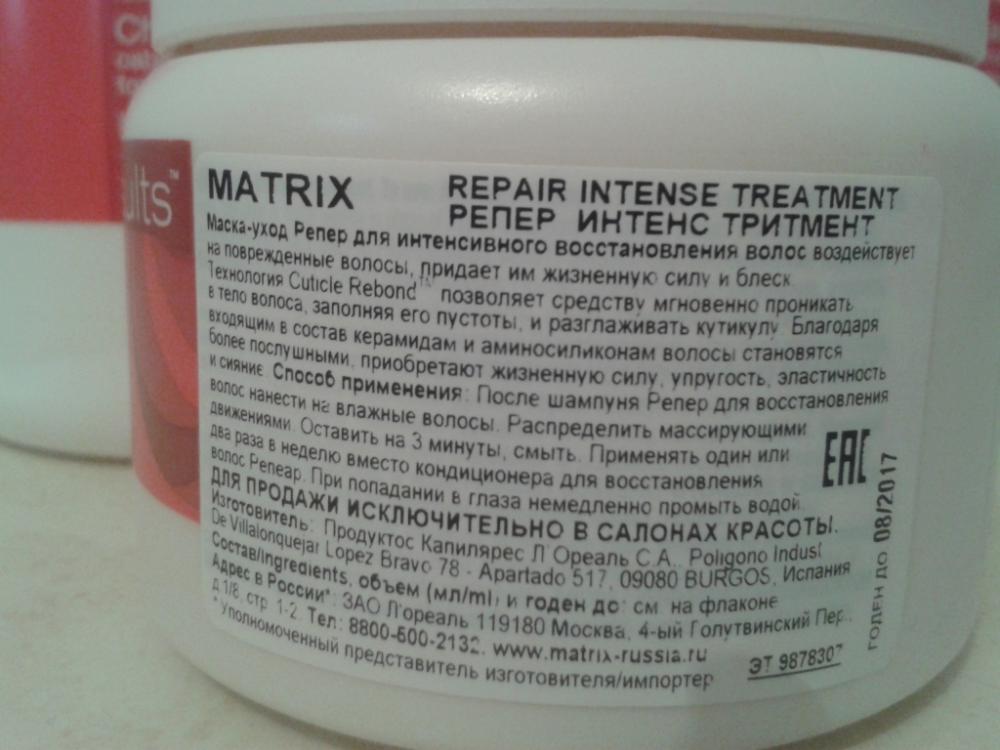 ults™
MATRIX
REPAIR INTENSE TREATMENT
РЕПЕР ИНТЕНС ТРИТМЕНТ
Маска-уход Репер для интенсивного восстановления волос воздействует
на поврежденные волосы, придает им жизненную силу и блеск.
Технология Cuticle Rebond™ позволяет средству мгновенно проникать
в тело волоса, заполняя его пустоты, и разглаживать кутикулу. Благодаря
входящим в состав керамидам и аминосиликонам волосы становятся
более послушными, приобретают жизненную силу, упругость, эластичность
и сияние. Способ применения: После шампуня Репер для восстановления
волос нанести на влажные волосы. Распределить массирующими
движениями. Оставить на 3 минуты, смыть. Применять один или
два раза в неделю вместо кондиционера для восстановления
волос Репеар. При попадании в глаза немедленно промыть водой.
ДЛЯ ПРОДАЖИ ИСКЛЮЧИТЕЛЬНО В САЛОНАХ КРАСОТЫ.
Изготовитель: Продуктос Капилярес Л'Ореаль С.А., Poligono Indust
De Villalonquejar Lopez Bravo 78 - Apartado 517, 09080 BURGOS, Испания
Состав/Ingredients, объем (мл/ml) и годен до: см. на флаконе
Адрес в России*: ЗАО Л'ореаль 119180 Москва, 4-ый Голутвинский Пер.,
д.1/8, стр. 1-2. Тел: 8800-500-2132. www.matrix-russia.ru
*Уполномоченный представитель изготовителя/импортер
ЭТ 9878307
EAC
ГОДЕН ДО 08/2017